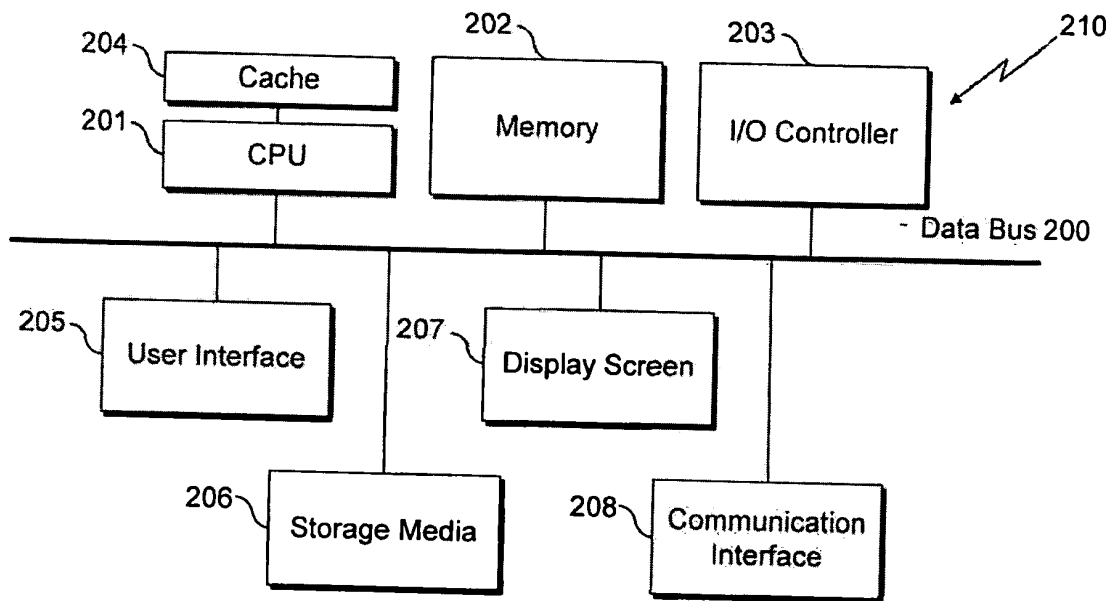 204
Cache
201
CPU
202
Memory
203
I/O Controller
210
Data Bus 200
205
User Interface
207
Display Screen
206
Storage Media
208
Communication
Interface